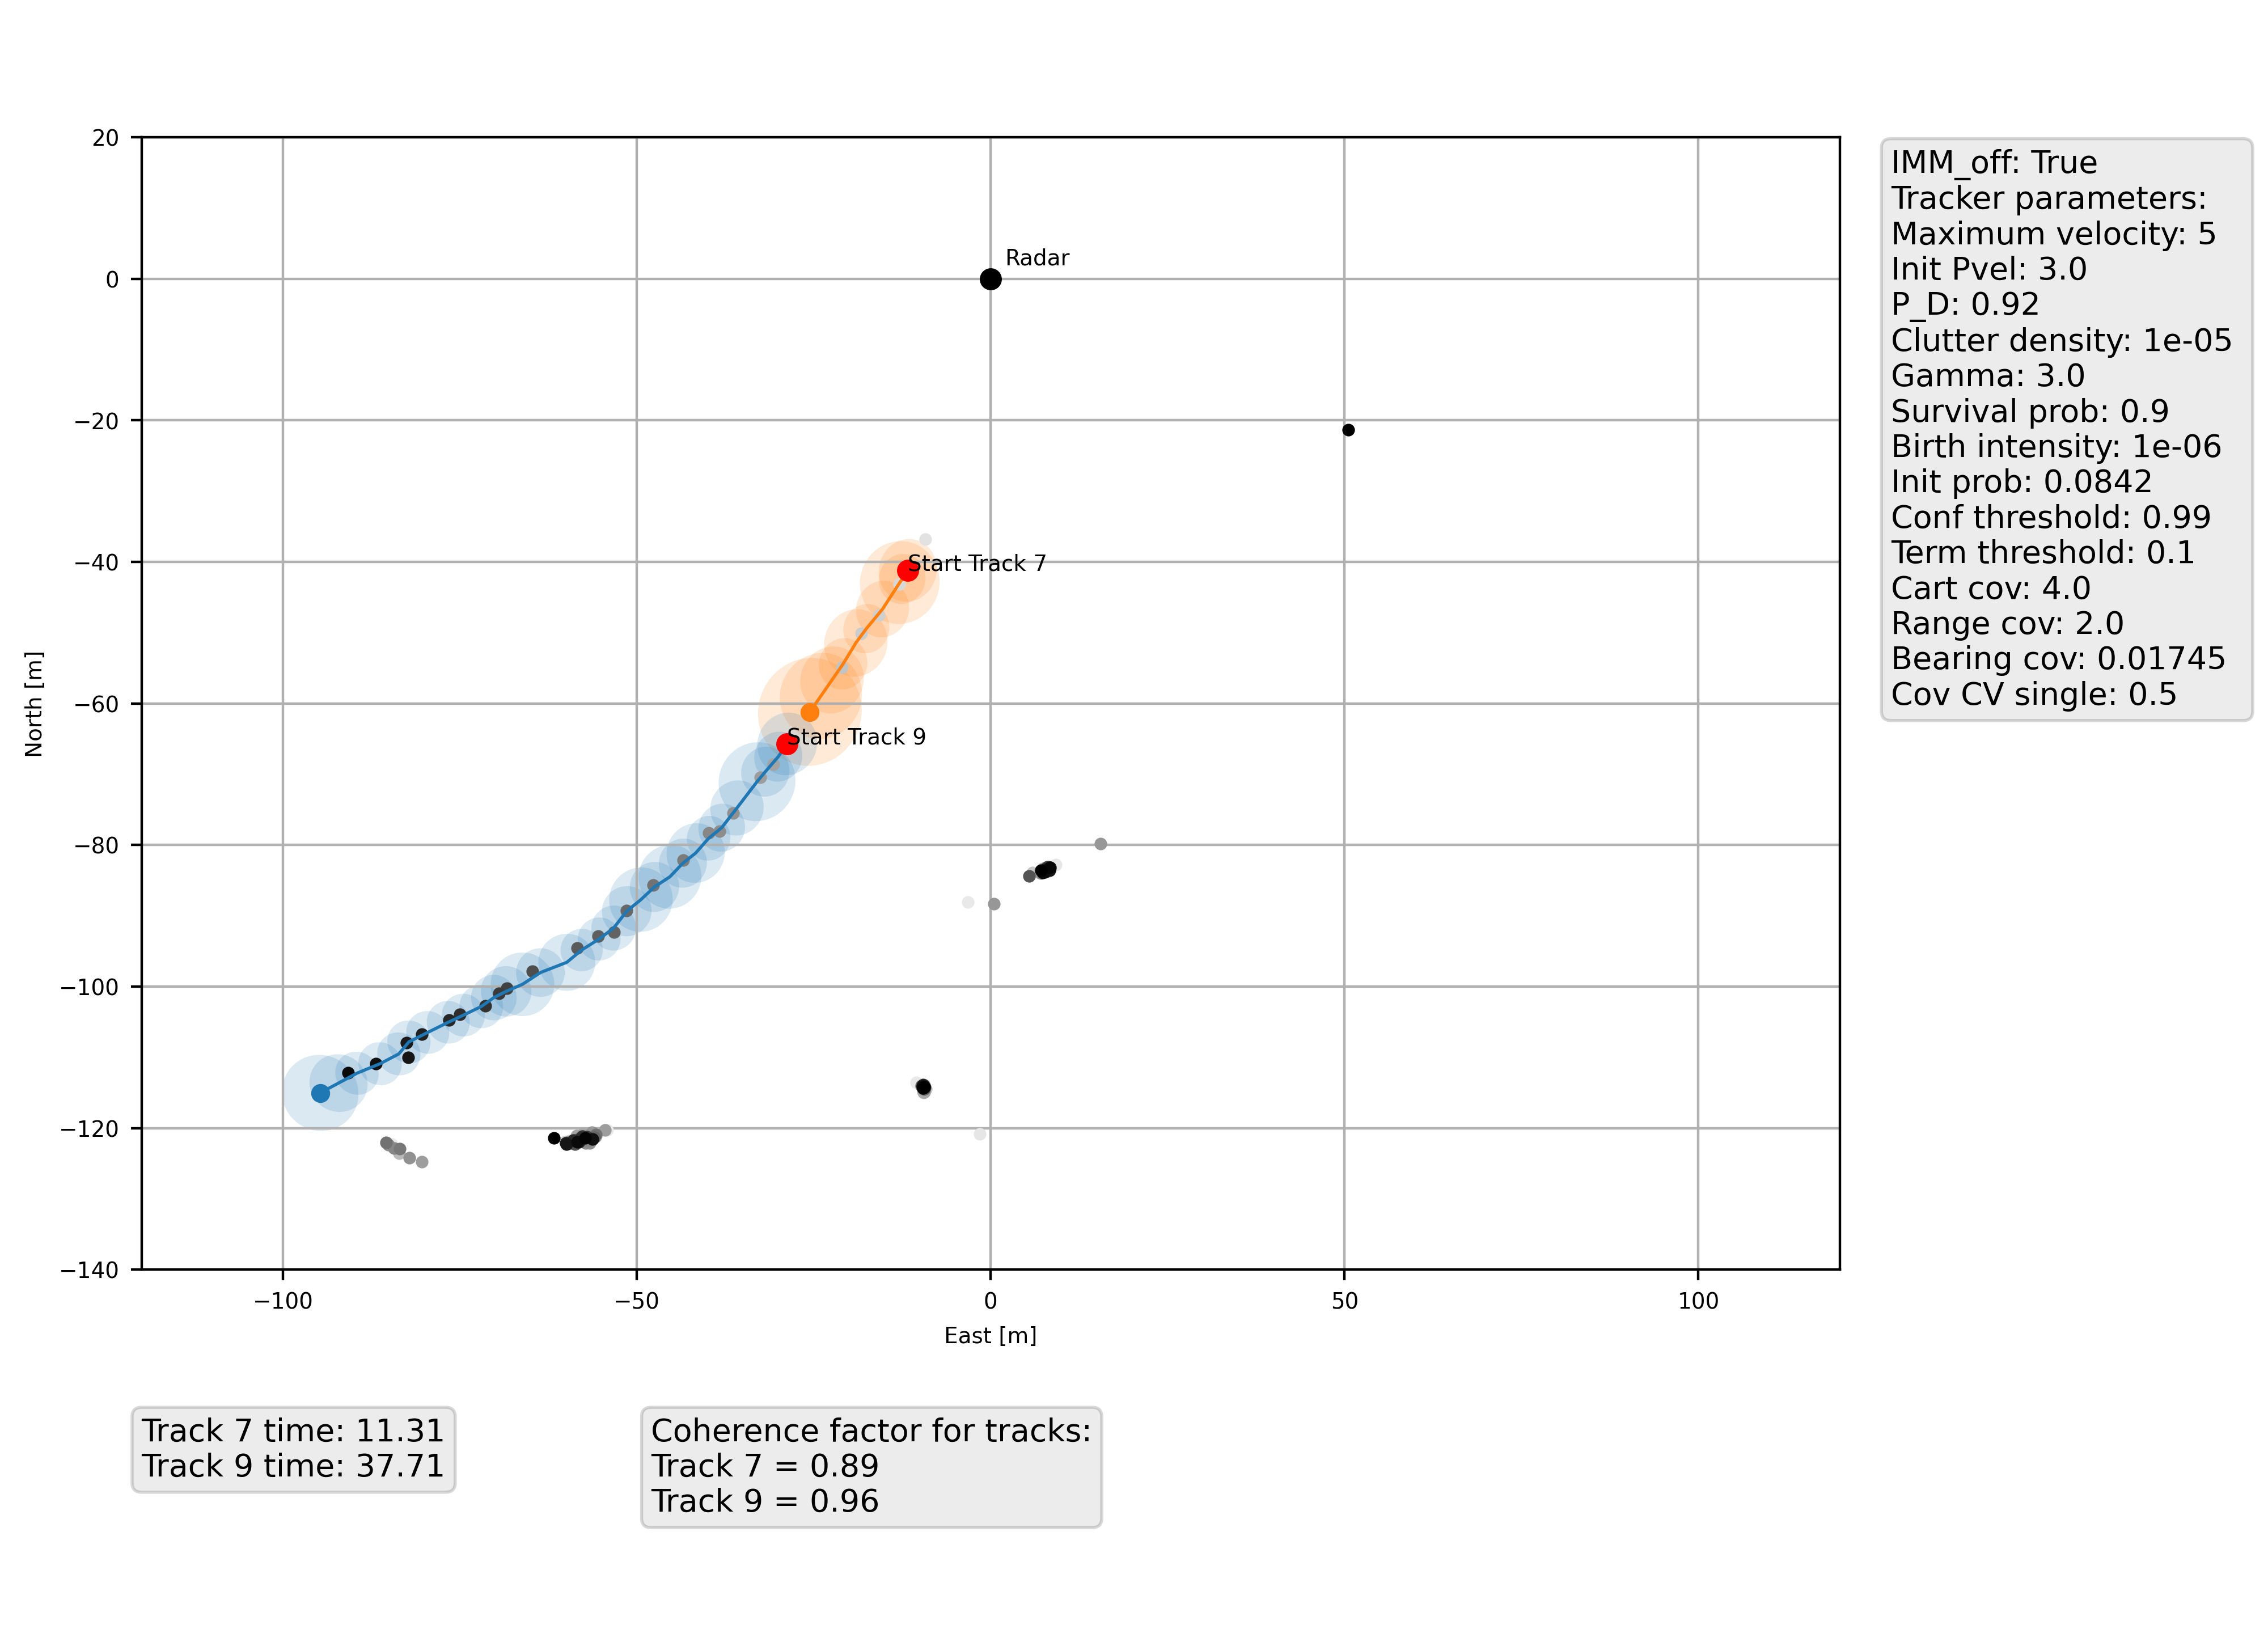 20
0
−20
−40
−60
−80
−100
−120
−140
North [m]
Radar
Start Track 7
Start Track 9
−100
−50
0
50
100
East [m]
IMM_off: True
Tracker parameters:
Maximum velocity: 5
Init Pvel: 3.0
P_D: 0.92
Clutter density: 1e-05
Gamma: 3.0
Survival prob: 0.9
Birth intensity: 1e-06
Init prob: 0.0842
Conf threshold: 0.99
Term threshold: 0.1
Cart cov: 4.0
Range cov: 2.0
Bearing cov: 0.01745
Cov CV single: 0.5
Track 7 time: 11.31
Track 9 time: 37.71
Coherence factor for tracks:
Track 7 = 0.89
Track 9 = 0.96